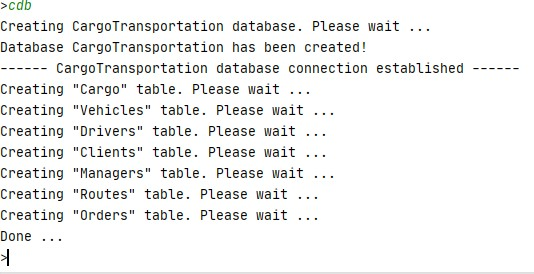 >cdb
Creating CargoTransportation database. Please wait ...
Database CargoTransportation has been created!
------ CargoTransportation database connection established ------
Creating "Cargo" table. Please wait ...
Creating "Vehicles" table. Please wait ...
Creating "Drivers" table. Please wait ...
Creating "Clients" table. Please wait ...
Creating "Managers" table. Please wait ...
Creating "Routes" table. Please wait ...
Creating "Orders" table. Please wait ...
Done ...
>